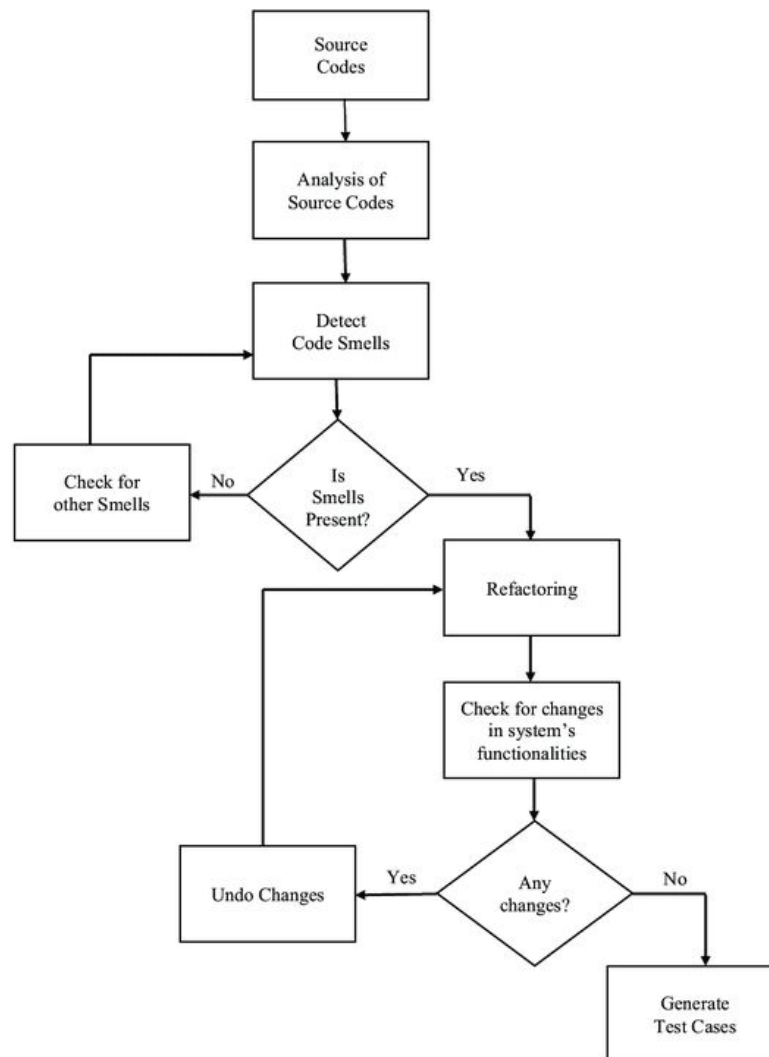 Source
Codes
Analysis of
Source Codes
Detect
Code Smells
Check for
other Smells
No
Is
Smells
Present?
Yes
Refactoring
Check for changes
in system's
functionalities
Undo Changes
Yes
Any
changes?
No
Generate
Test Cases